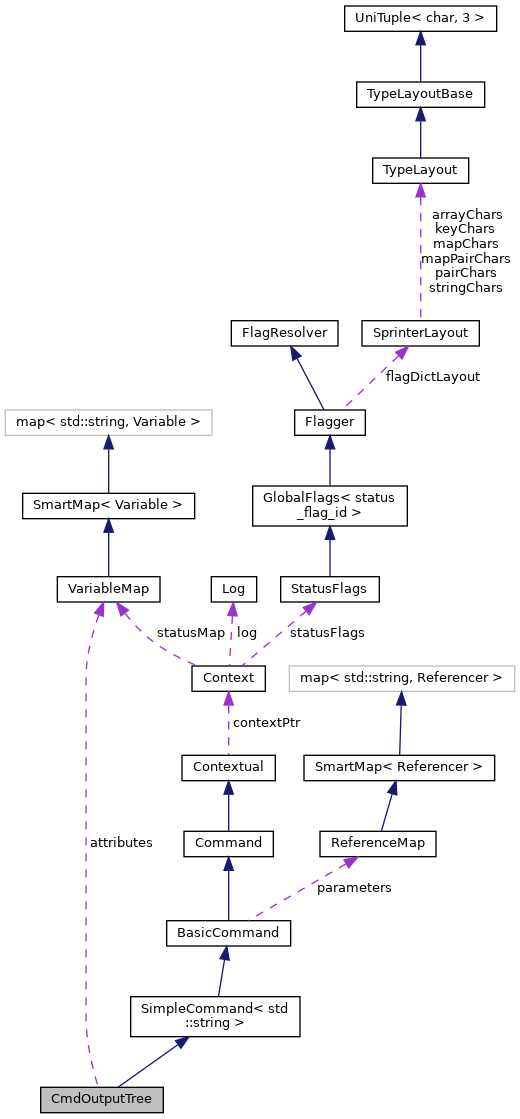 UniTuple< char, 3 >
TypeLayoutBase
TypeLayout
arrayChars
keyChars
mapChars
mapPairChars
pairChars
stringChars
FlagResolver
SprinterLayout
flagDictLayout
map< std::string, Variable >
Flagger
SmartMap< Variable >
GlobalFlags< status
_flag_id >
VariableMap
Log
StatusFlags
statusMap
log
statusFlags
Context
map< std::string, Referencer >
contextPtr
Contextual
SmartMap< Referencer >
Command
ReferenceMap
attributes
parameters
BasicCommand
SimpleCommand< std
::string >
CmdOutputTree